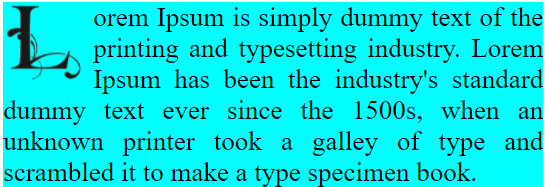 Lorem Ipsum is simply dummy text of the
printing and typesetting industry. Lorem
Ipsum has been the industry's standard
dummy text ever since the 1500s, when an
unknown printer took a galley of type and
scrambled it to make a type specimen book.